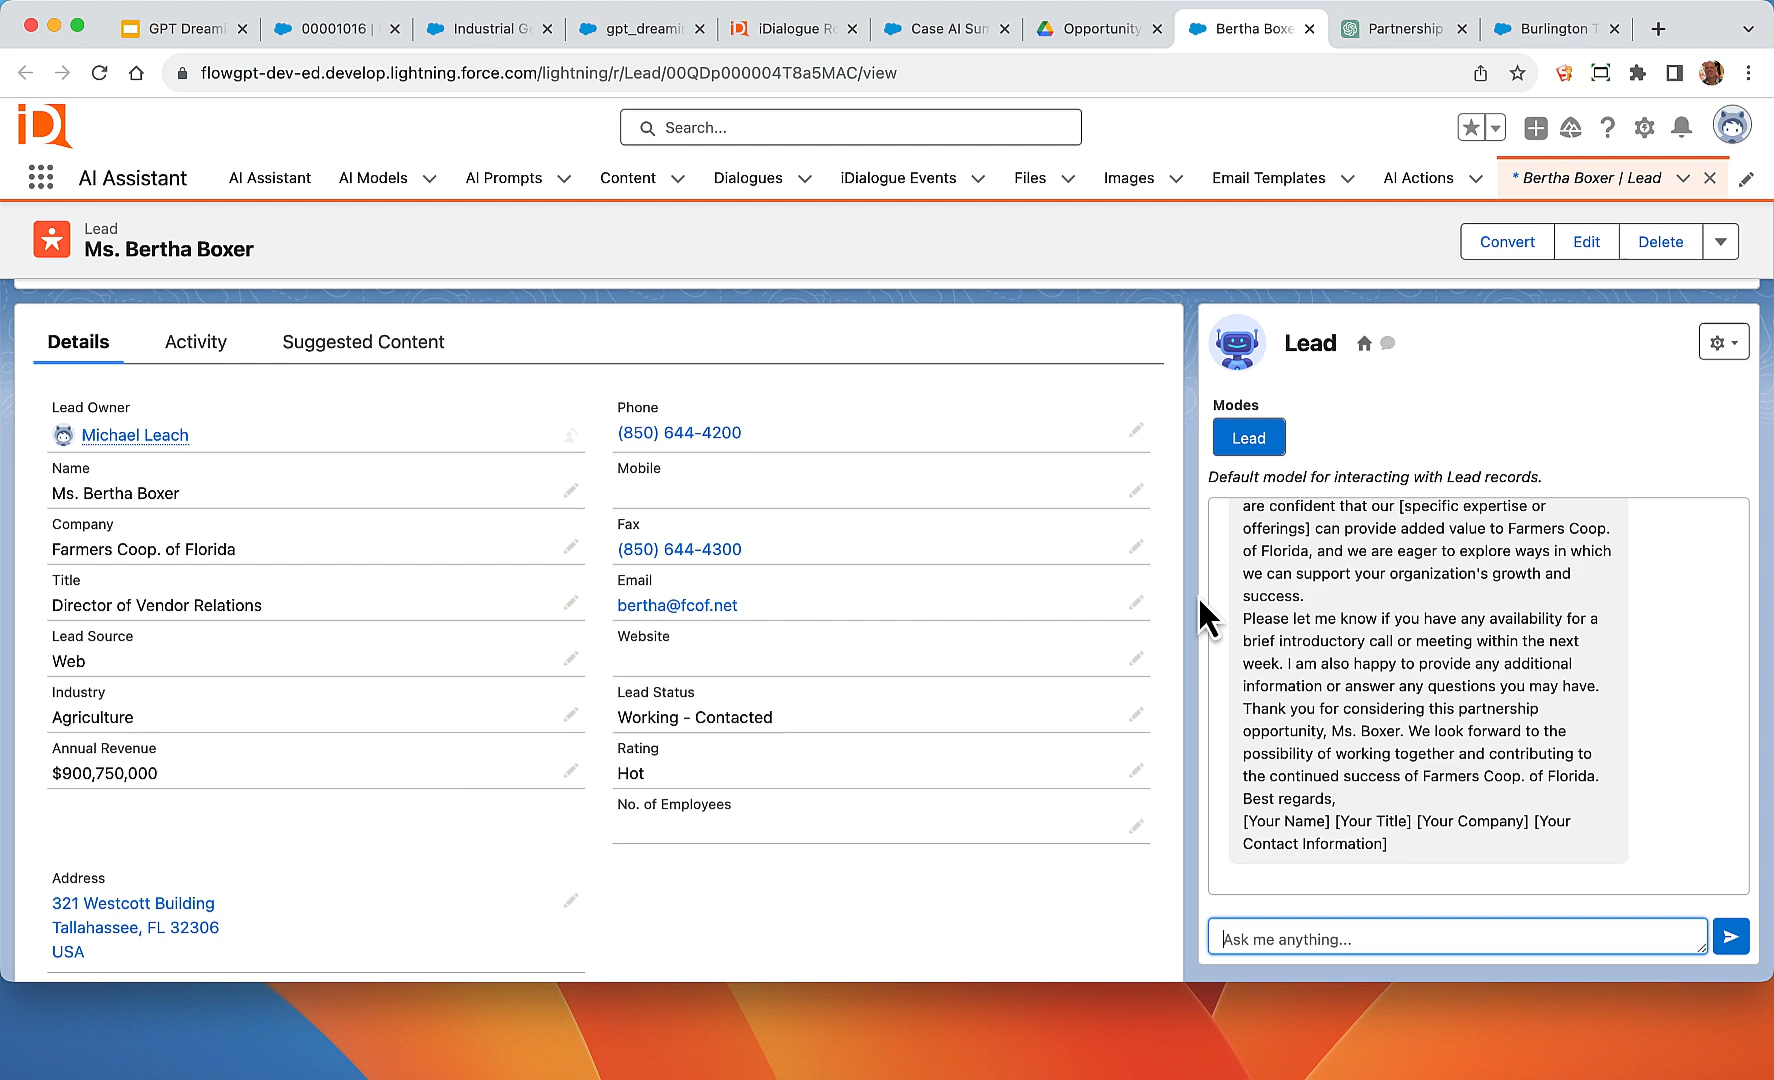 GPT Dreami
00001016 |
Industrial Ge
gpt_dreamin
iDialogue Ro
Case AI Sum
Opportunity
Bertha Boxe
Partnership
Burlington T
flowgpt-dev-ed.develop.lightning.force.com/lightning/r/Lead/00QDp000004T8a5MAC/view
iD
Search...
AI Assistant
AI Assistant
AI Models
AI Prompts
Content
Dialogues
iDialogue Events
Files
Images
Email Templates
AI Actions
* Bertha Boxer | Lead
Lead
Ms. Bertha Boxer
Convert
Edit
Delete
Details
Activity
Suggested Content
Lead Owner
Michael Leach
Name
Ms. Bertha Boxer
Company
Farmers Coop. of Florida
Title
Director of Vendor Relations
Lead Source
Web
Industry
Agriculture
Annual Revenue
$900,750,000
Address
321 Westcott Building
Tallahassee, FL 32306
USA
Phone
(850) 644-4200
Mobile
Fax
(850) 644-4300
Email
bertha@fcof.net
Website
Lead Status
Working - Contacted
Rating
Hot
No. of Employees
Lead
Modes
Lead
Default model for interacting with Lead records.
are confident that our [specific expertise or
offerings] can provide added value to Farmers Coop.
of Florida, and we are eager to explore ways in which
we can support your organization's growth and
success.
Please let me know if you have any availability for a
brief introductory call or meeting within the next
week. I am also happy to provide any additional
information or answer any questions you may have.
Thank you for considering this partnership
opportunity, Ms. Boxer. We look forward to the
possibility of working together and contributing to
the continued success of Farmers Coop. of Florida.
Best regards,
[Your Name] [Your Title] [Your Company] [Your
Contact Information]
Ask me anything...